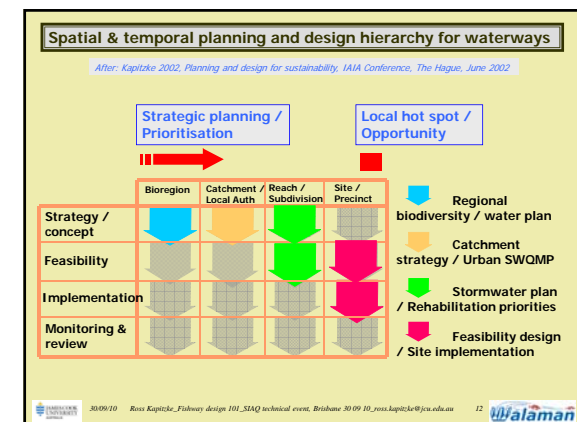 Spatial & temporal planning and design hierarchy for waterways
After: Kapitzke 2002, Planning and design for sustainability, IAIA Conference, The Hague, June 2002
Strategic planning /
Prioritisation
Local hot spot /
Opportunity
Bioregion
Catchment /
Local Auth
Reach /
Subdivision
Site /
Precinct
Strategy /
concept
Feasibility
Implementation
Monitoring &
review
Regional
biodiversity / water plan
Catchment
strategy / Urban SWQMP
Stormwater plan
/ Rehabilitation priorities
Feasibility design
/ Site implementation
JAMES COOK
UNIVERSITY
30/09/10 Ross Kapitzke_Fishway design 101_SIAQ technical event, Brisbane 30 09 10_ross.kapitzke@jcu.edu.au 12
Walaman